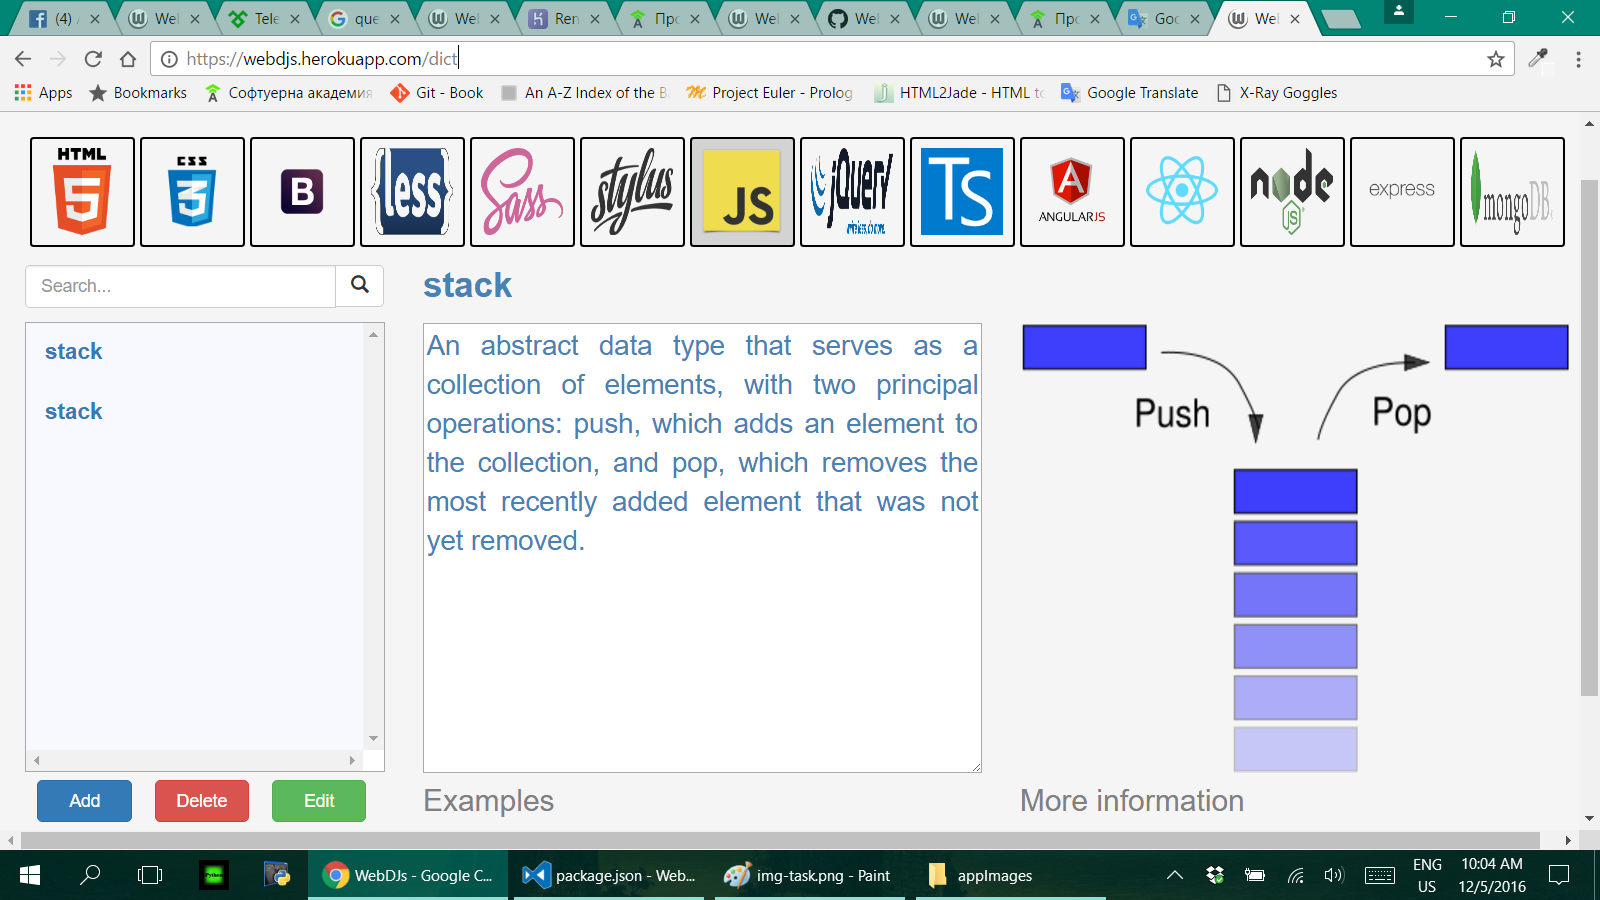 (4)
Wel
Tele
que
Wel
Ren
Про
Wel
Wel
Wel
Про
Goo
Wel
https://webdjs.herokuapp.com/dict
Apps
Bookmarks
Софтуерна академия
Git - Book
An A-Z Index of the B
Project Euler - Prolog
HTML2Jade - HTML to
Google Translate
X-Ray Goggles
HTML
5
CSS
3
B
{less}
Sass
stylus
JS
jQuery
TS
A
ANGULARJS
node
JS
express
mongoDB
Search...
stack
stack
stack
An abstract data type that serves as a
collection of elements, with two principal
operations: push, which adds an element to
the collection, and pop, which removes the
most recently added element that was not
yet removed.
Push
Pop
Add
Delete
Edit
Examples
More information
Python
WebDJs - Google C...
package.json - Web...
img-task.png - Paint
appImages
ENG
US
10:04 AM
12/5/2016